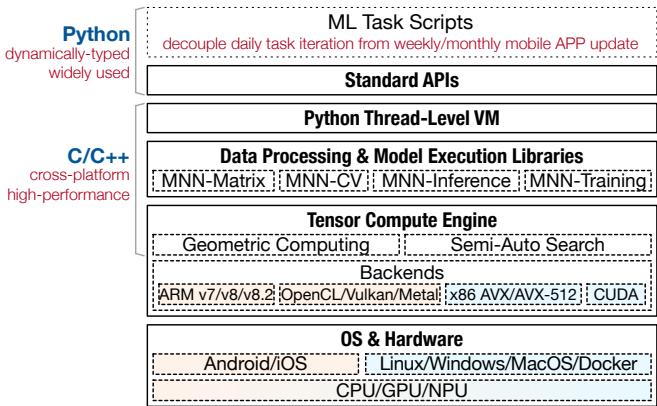 Python
dynamically-typed
widely used
ML Task Scripts
decouple daily task iteration from weekly/monthly mobile APP update
Standard APIs
C/C++
cross-platform
high-performance
Python Thread-Level VM
Data Processing & Model Execution Libraries
MNN-Matrix MNN-CV MNN-Inference MNN-Training
Tensor Compute Engine
Geometric Computing Semi-Auto Search
Backends
ARM v7/v8/v8.2 OpenCL/Vulkan/Metal x86 AVX/AVX-512 CUDA
OS & Hardware
Android/iOS Linux/Windows/MacOS/Docker
CPU/GPU/NPU